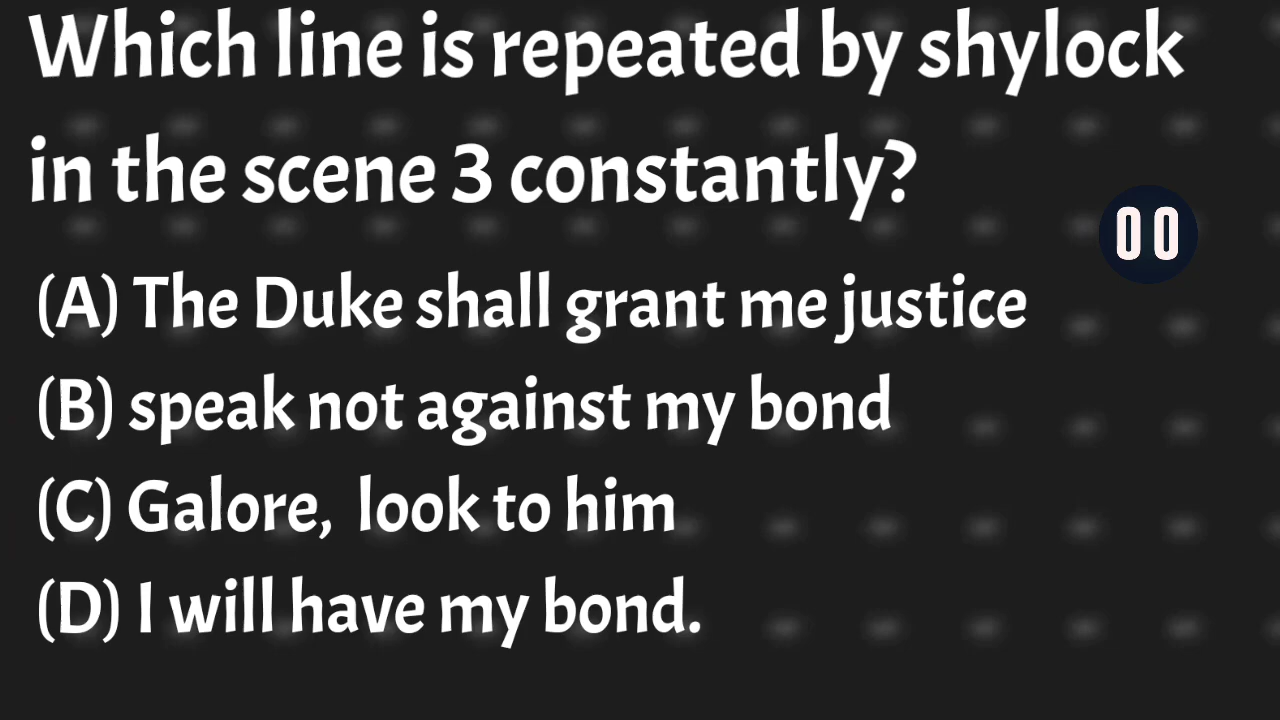 Which line is repeated by shylock
in the scene 3 constantly?
00
(A) The Duke shall grant me justice
(B) speak not against my bond
(C) Galore, look to him
(D) I will have my bond.